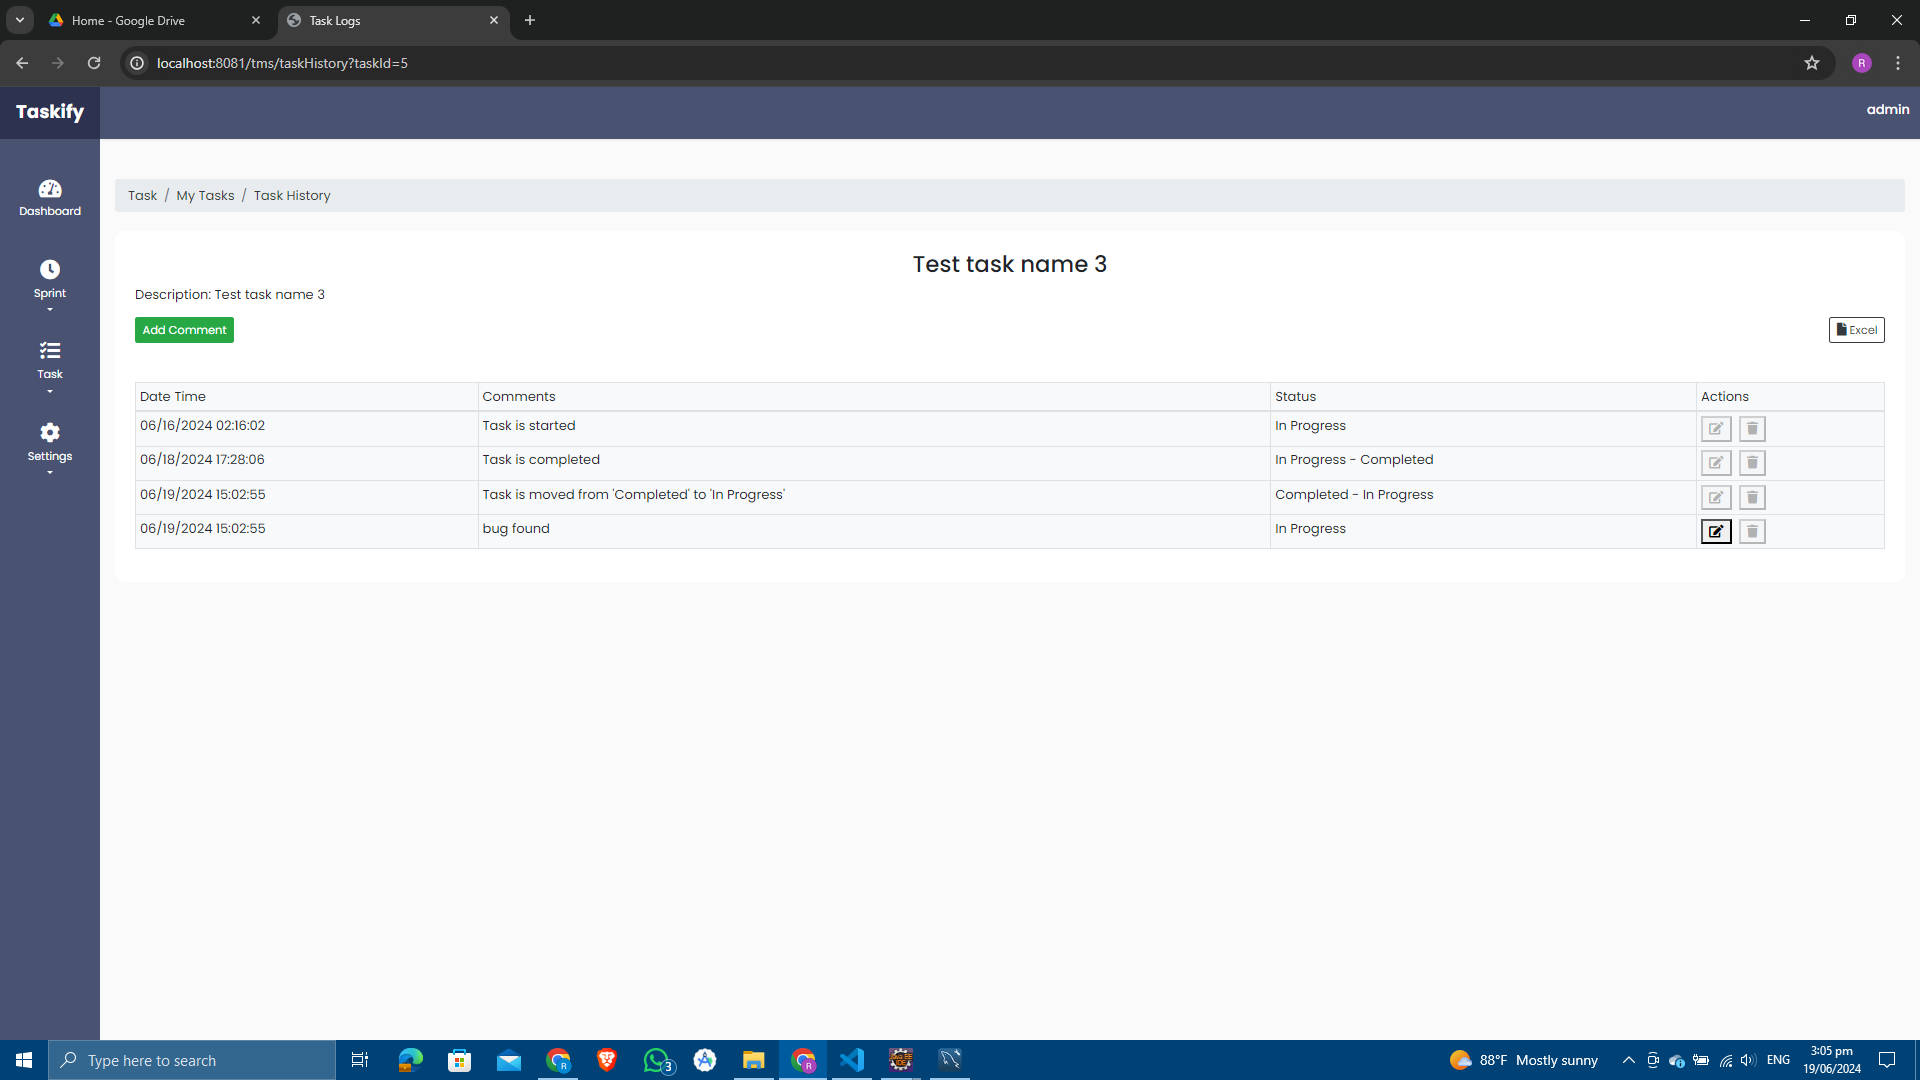 Home - Google Drive
Task Logs
localhost:8081/tms/taskHistory?taskId=5
R
Taskify
admin
Dashboard
Sprint
Task
Settings
Task / My Tasks / Task History
Test task name 3
Description: Test task name 3
Add Comment
Excel
Date Time Comments Status Actions
06/16/2024 02:16:02 Task is started In Progress
06/18/2024 17:28:06 Task is completed In Progress - Completed
06/19/2024 15:02:55 Task is moved from 'Completed' to 'In Progress' Completed - In Progress
06/19/2024 15:02:55 bug found In Progress
Type here to search
R
3
R
88°F Mostly sunny
ENG
3:05 pm
19/06/2024